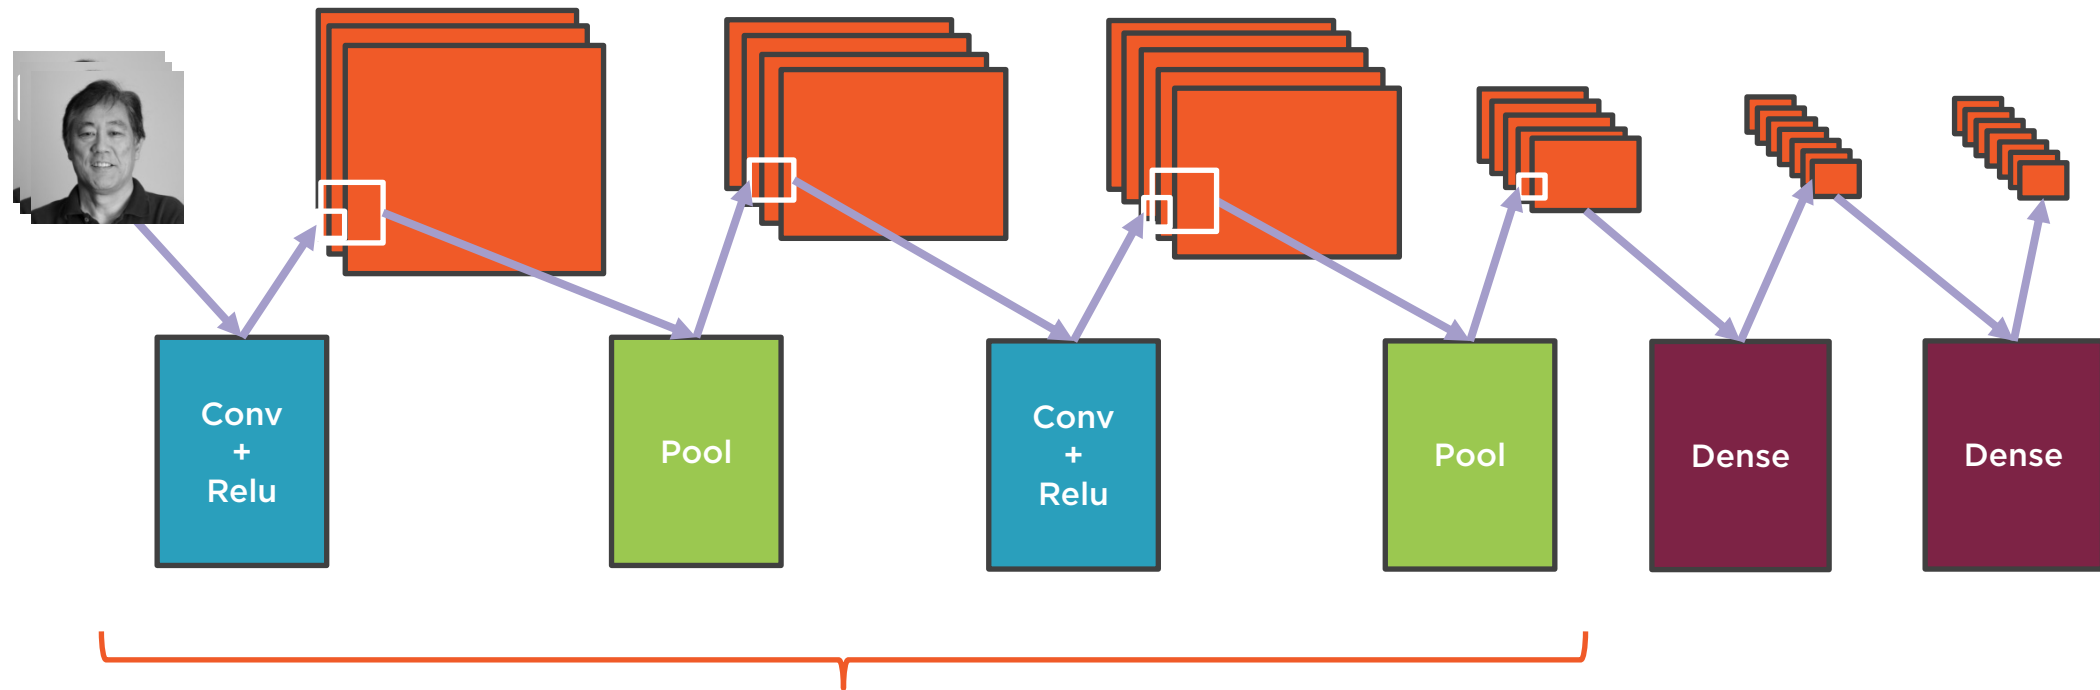 Conv
+
Relu
Pool
Conv
+
Relu
Pool
Dense
Dense